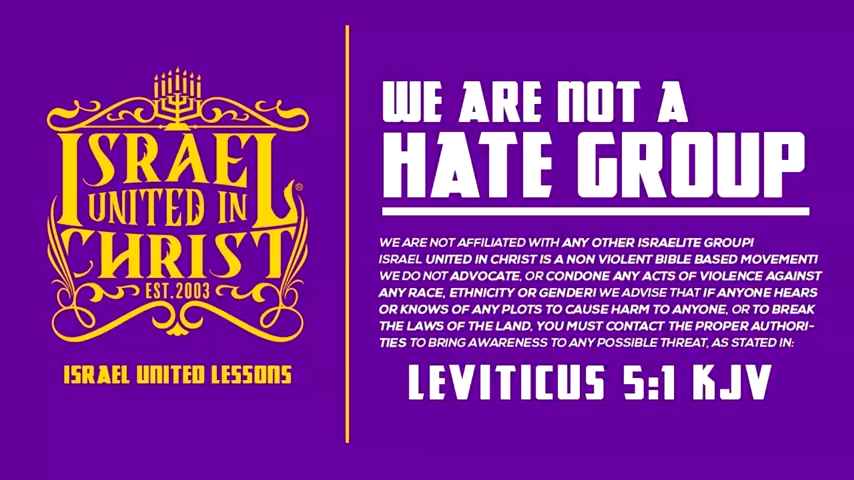 ISRAEL
UNITED IN
CHRIST
EST. 2003
ISRAEL UNITED LESSONS
WE ARE NOT A
HATE GROUP
WE ARE NOT AFFILIATED WITH ANY OTHER ISRAELITE GROUP!
ISRAEL UNITED IN CHRIST IS A NON VIOLENT BIBLE BASED MOVEMENT!
WE DO NOT ADVOCATE, OR CONDONE ANY ACTS OF VIOLENCE AGAINST
ANY RACE, ETHNICITY OR GENDER! WE ADVISE THAT IF ANYONE HEARS
OR KNOWS OF ANY PLOTS TO CAUSE HARM TO ANYONE, OR TO BREAK
THE LAWS OF THE LAND, YOU MUST CONTACT THE PROPER AUTHORI-
TIES TO BRING AWARENESS TO ANY POSSIBLE THREAT, AS STATED IN:
LEVITICUS 5:1 KJV